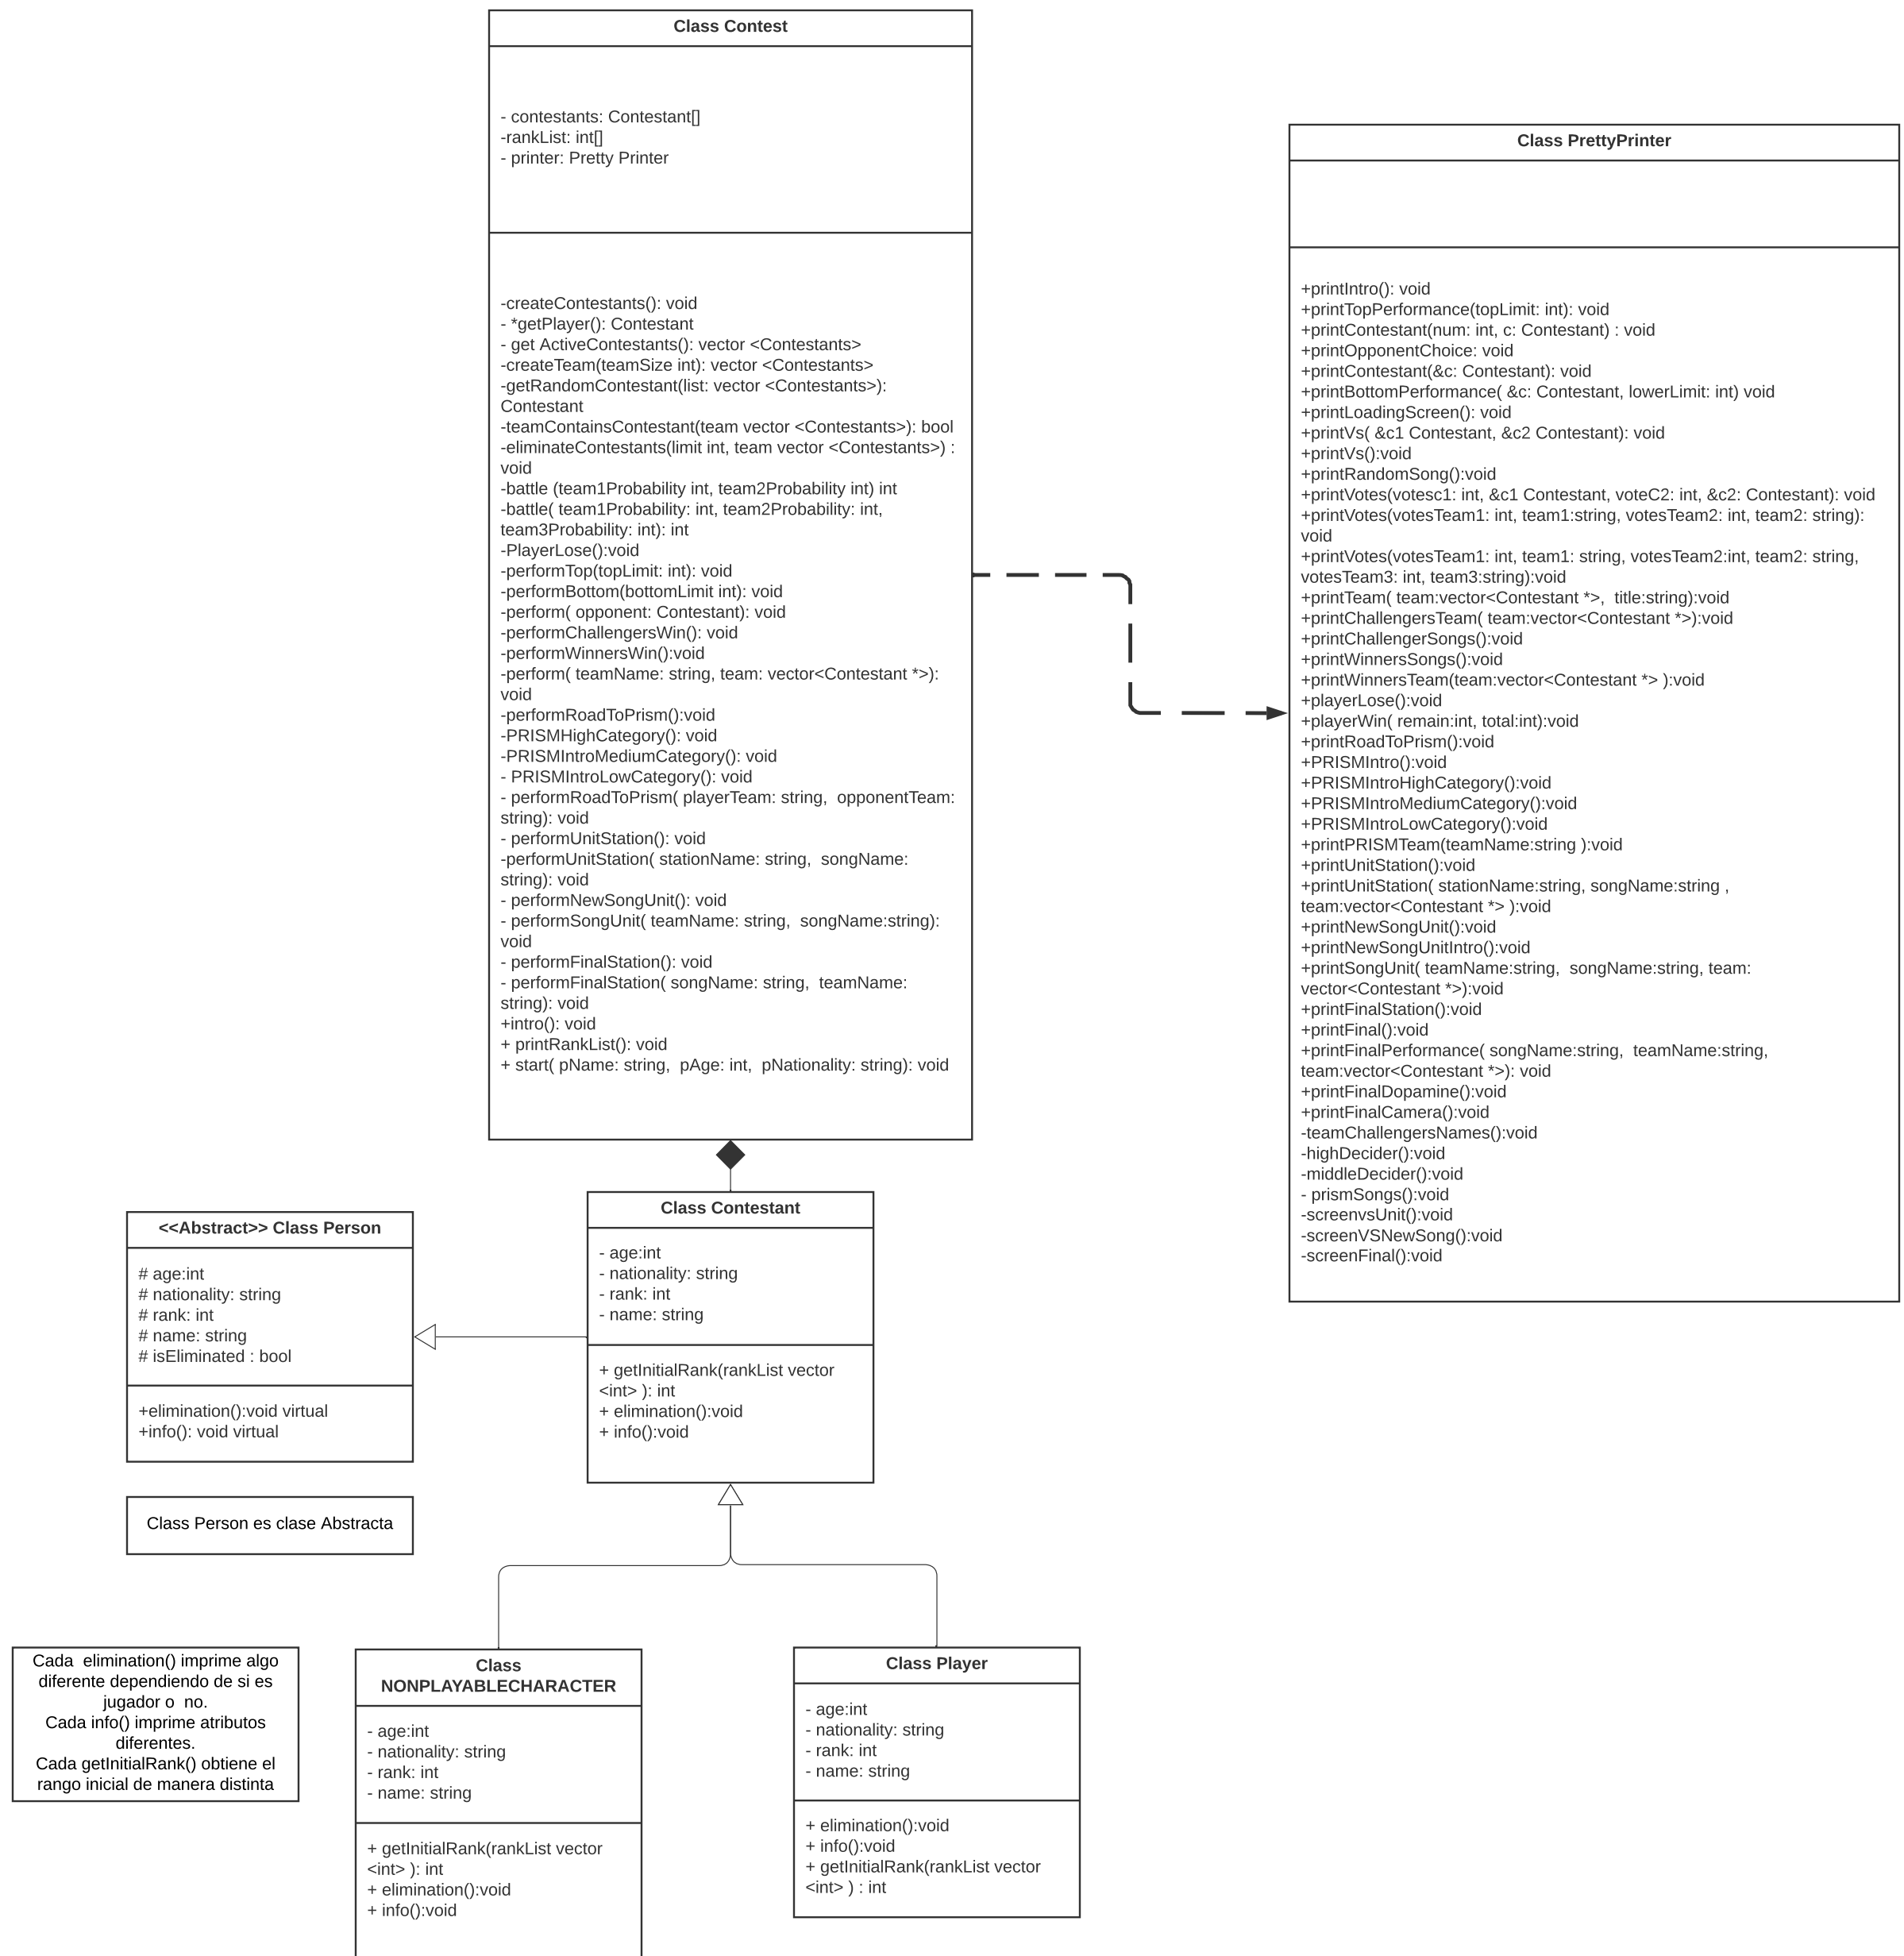 Class Contest
- contestants: Contestant[]
-rankList: int[]
- printer: Pretty Printer
-createContestants(): void
- *getPlayer(): Contestant
- get ActiveContestants(): vector <Contestants>
-createTeam(teamSize int): vector <Contestants>
-getRandomContestant(list: vector <Contestants>):
Contestant
-teamContainsContestant(team vector <Contestants>): bool
-eliminateContestants(limit int, team vector <Contestants>) :
void
-battle (team1Probability int, team2Probability int) int
-battle( team1Probability: int, team2Probability: int,
team3Probability: int): int
-PlayerLose():void
-performTop(topLimit: int): void
-performBottom(bottomLimit int): void
-perform( opponent: Contestant): void
-performChallengersWin(): void
-performWinnersWin():void
-perform( teamName: string, team: vector<Contestant *>):
void
-performRoadToPrism():void
-PRISMHighCategory(): void
-PRISMIntroMediumCategory(): void
- PRISMIntroLowCategory(): void
- performRoadToPrism( playerTeam: string,  opponentTeam:
string): void
- performUnitStation(): void
-performUnitStation( stationName: string,  songName:
string): void
- performNewSongUnit(): void
- performSongUnit( teamName: string,  songName:string):
void
- performFinalStation(): void
- performFinalStation( songName: string,  teamName:
string): void
+intro(): void
+ printRankList(): void
+ start( pName: string,  pAge: int,  pNationality: string): void
Class PrettyPrinter
+printIntro(): void
+printTopPerformance(topLimit: int): void
+printContestant(num: int, c: Contestant) : void
+printOpponentChoice: void
+printContestant(&c: Contestant): void
+printBottomPerformance( &c: Contestant, lowerLimit: int) void
+printLoadingScreen(): void
+printVs( &c1 Contestant, &c2 Contestant): void
+printVs():void
+printRandomSong():void
+printVotes(votesc1: int, &c1 Contestant, voteC2: int, &c2: Contestant): void
+printVotes(votesTeam1: int, team1:string, votesTeam2: int, team2: string):
void
+printVotes(votesTeam1: int, team1: string, votesTeam2:int, team2: string,
votesTeam3: int, team3:string):void
+printTeam( team:vector<Contestant *>,  title:string):void
+printChallengersTeam( team:vector<Contestant *>):void
+printChallengerSongs():void
+printWinnersSongs():void
+printWinnersTeam(team:vector<Contestant *> ):void
+playerLose():void
+playerWin( remain:int, total:int):void
+printRoadToPrism():void
+PRISMIntro():void
+PRISMIntroHighCategory():void
+PRISMIntroMediumCategory():void
+PRISMIntroLowCategory():void
+printPRISMTeam(teamName:string ):void
+printUnitStation():void
+printUnitStation( stationName:string, songName:string ,
team:vector<Contestant *> ):void
+printNewSongUnit():void
+printNewSongUnitIntro():void
+printSongUnit( teamName:string,  songName:string, team:
vector<Contestant *>):void
+printFinalStation():void
+printFinal():void
+printFinalPerformance( songName:string,  teamName:string,
team:vector<Contestant *>): void
+printFinalDopamine():void
+printFinalCamera():void
-teamChallengersNames():void
-highDecider():void
-middleDecider():void
- prismSongs():void
-screenvsUnit():void
-screenVSNewSong():void
-screenFinal():void
<<Abstract>> Class Person
# age:int
# nationality: string
# rank: int
# name: string
# isEliminated : bool
+elimination():void virtual
+info(): void virtual
Class Contestant
- age:int
- nationality: string
- rank: int
- name: string
+ getInitialRank(rankList vector
<int> ): int
+ elimination():void
+ info():void
Class Person es clase Abstracta
Cada  elimination() imprime algo
diferente dependiendo de si es
jugador o  no.
Cada info() imprime atributos
diferentes.
Cada getInitialRank() obtiene el
rango inicial de manera distinta
Class
NONPLAYABLECHARACTER
- age:int
- nationality: string
- rank: int
- name: string
+ getInitialRank(rankList vector
<int> ): int
+ elimination():void
+ info():void
Class Player
- age:int
- nationality: string
- rank: int
- name: string
+ elimination():void
+ info():void
+ getInitialRank(rankList vector
<int> ) : int